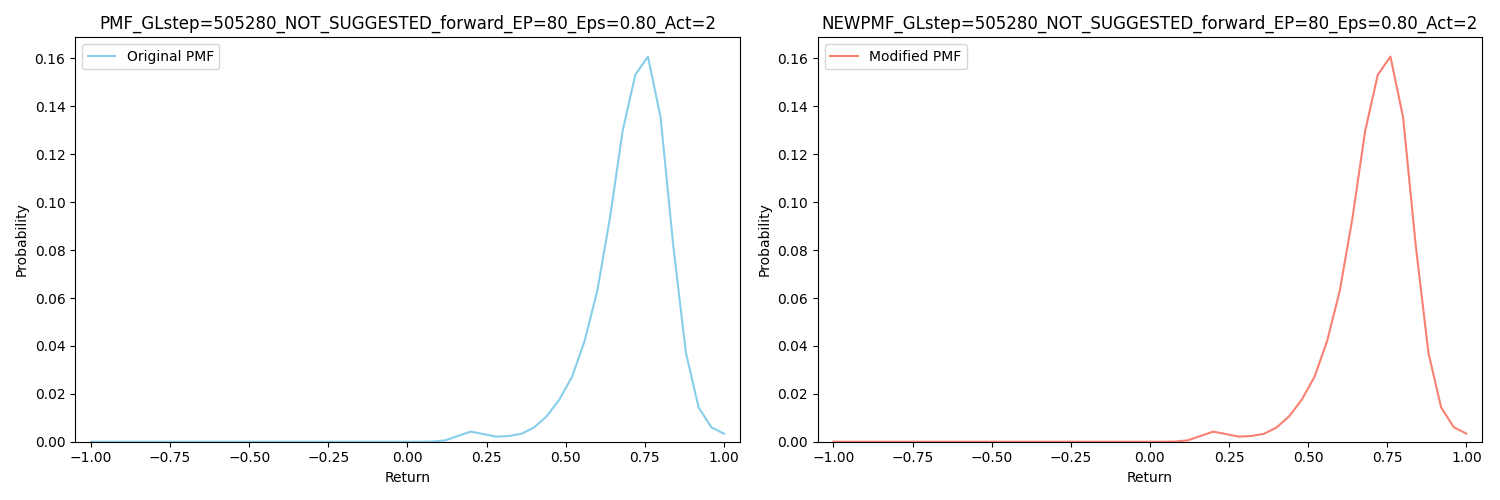 PMF_GLstep=505280_NOT_SUGGESTED_forward_EP=80_Eps=0.80_Act=2
Original PMF
0.16
0.14
0.12
0.10
0.08
0.06
0.04
0.02
0.00
Probability
−1.00 −0.75 −0.50 −0.25 0.00 0.25 0.50 0.75 1.00
Return
NEWPMF_GLstep=505280_NOT_SUGGESTED_forward_EP=80_Eps=0.80_Act=2
Modified PMF
0.16
0.14
0.12
0.10
0.08
0.06
0.04
0.02
0.00
Probability
−1.00 −0.75 −0.50 −0.25 0.00 0.25 0.50 0.75 1.00
Return